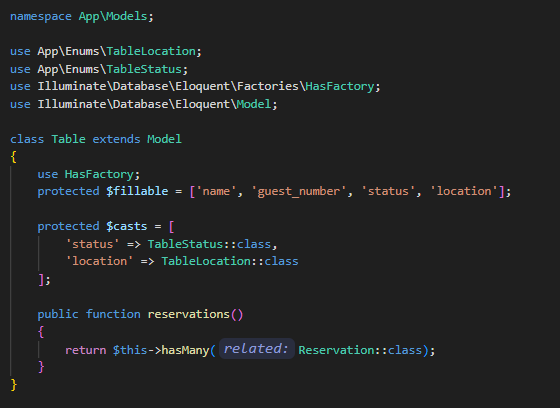 namespace App\Models;

use App\Enums\TableLocation;
use App\Enums\TableStatus;
use Illuminate\Database\Eloquent\Factories\HasFactory;
use Illuminate\Database\Eloquent\Model;

class Table extends Model
{
    use HasFactory;
    protected $fillable = ['name', 'guest_number', 'status', 'location'];

    protected $casts = [
        'status' => TableStatus::class,
        'location' => TableLocation::class
    ];

    public function reservations()
    {
        return $this->hasMany(related: Reservation::class);
    }
}